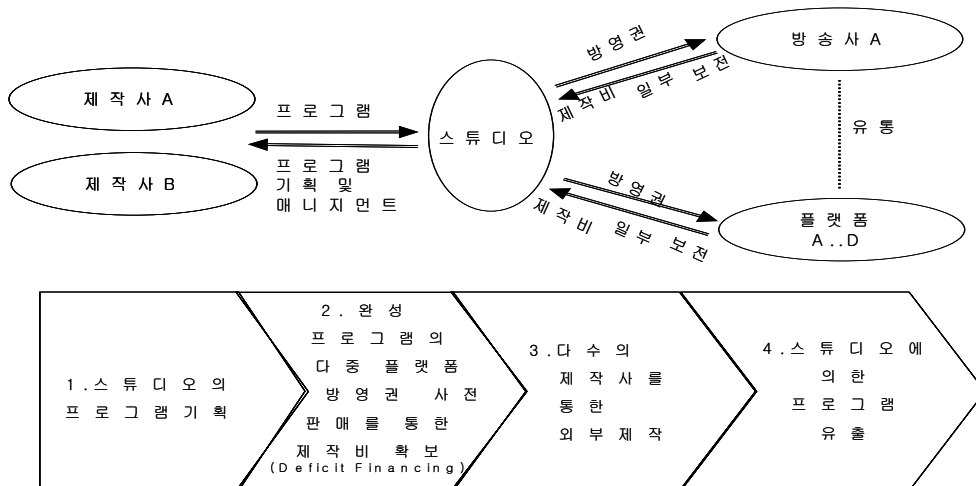 제작사A
제작사B
프로그램
프로그램
기획 및
매니지먼트
스튜디오
방영권
제작비 일부 보전
방송사A
유통
방영권
제작비 일부 보전
플랫폼
A..D
1.스튜디오의
프로그램기획
2.완성
프로그램의
다중 플랫폼
방영권 사전
판매를 통한
제작비 확보
(Deficit Financing)
3.다수의
제작사를
통한
외부제작
4.스튜디오에
의한
프로그램
유출